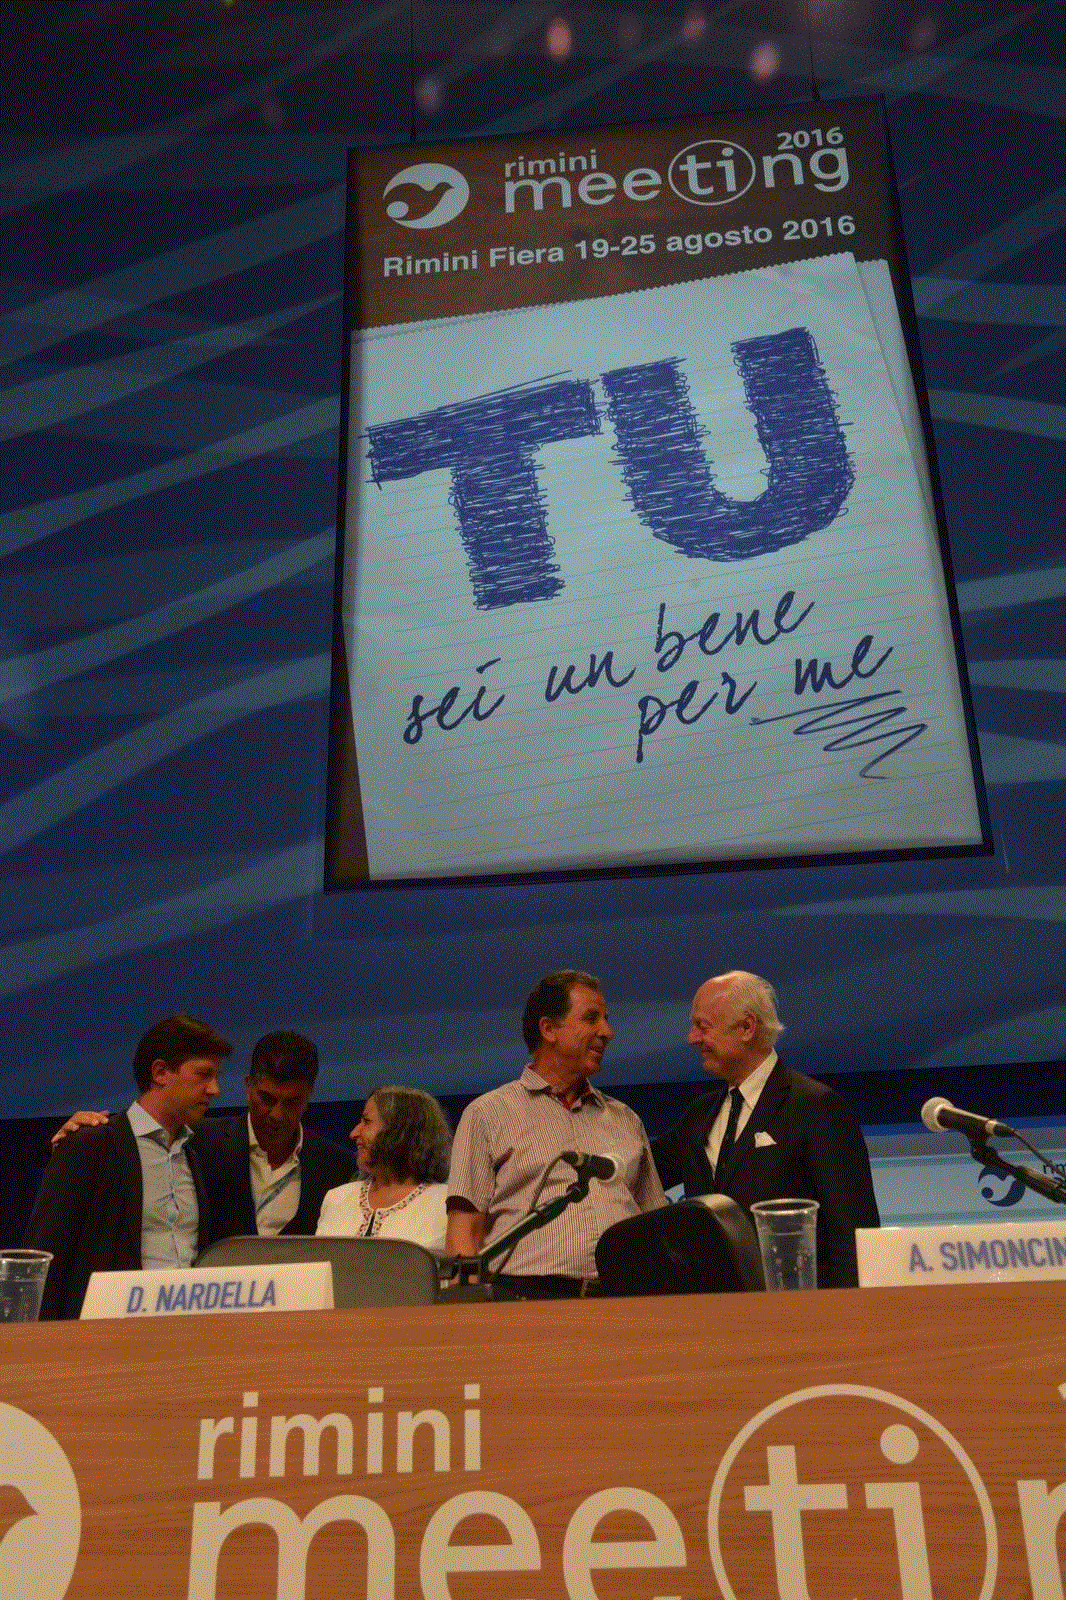 2016
rimini
meeting
Rimini Fiera 19-25 agosto 2016
TU
sei un bene
per me
D. NARDELLA
A. SIMONCIN
rimini
meeti